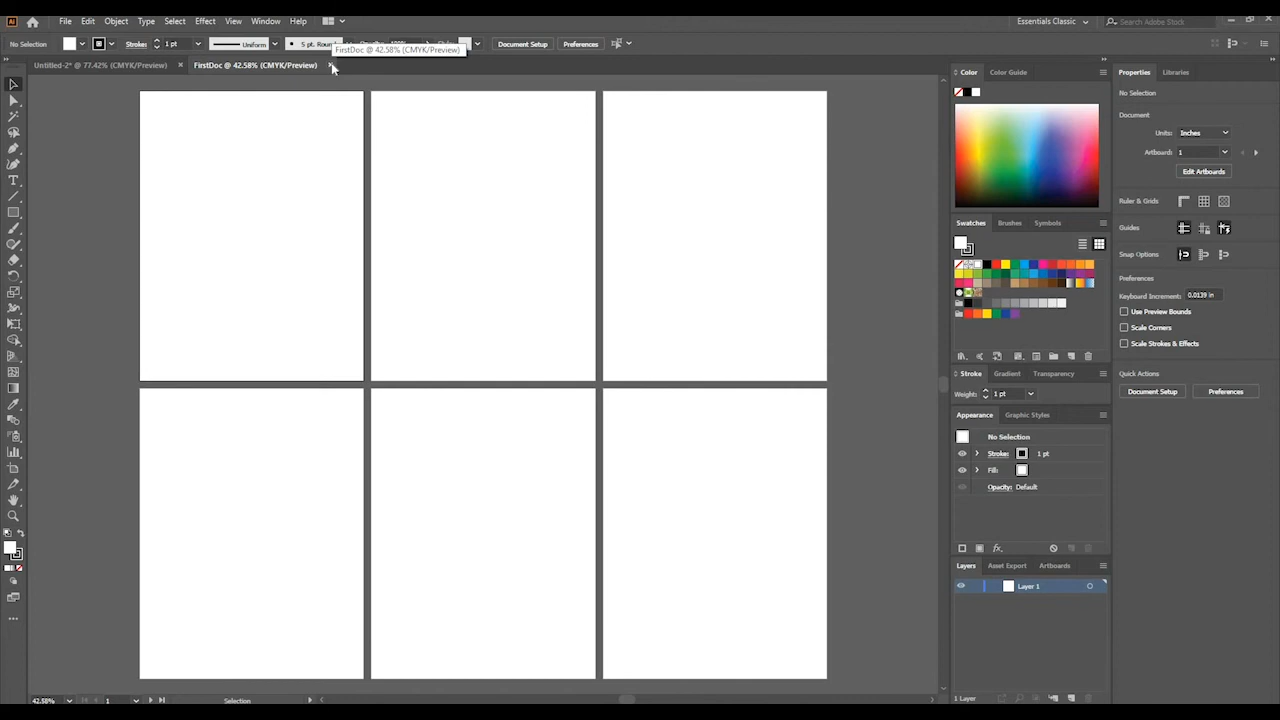 File Edit Object Type Select Effect View Window Help Essentials Classic Search Adobe Stock
No Selection Stroke: 1 pt Uniform 5 pt. Round Document Setup Preferences
FirstDoc @ 42.58% (CMYK/Preview)
Untitled-2* @ 77.42% (CMYK/Preview) FirstDoc @ 42.58% (CMYK/Preview)
Color Color Guide
Swatches Brushes Symbols
Stroke Gradient Transparency
Weight: 1 pt
Appearance Graphic Styles
No Selection
Stroke: 1 pt
Fill:
Opacity: Default
fx
Layers Asset Export Artboards
Layer 1
1 Layer
Properties Libraries
No Selection
Document
Units: Inches
Artboard: 1
Edit Artboards
Ruler & Grids
Guides
Snap Options
Preferences
Keyboard Increment: 0.0139 in
Use Preview Bounds
Scale Corners
Scale Strokes & Effects
Quick Actions
Document Setup Preferences
42.58% 1 Selection